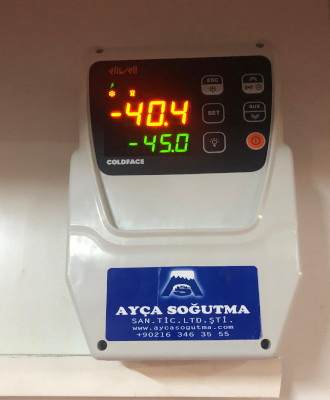 eliwell
ESC
-40.4
SET
AUX
-45.0
COLDFACE
AYÇA SOĞUTMA
SAN.TİC.LTD.ŞTİ.
www.aycasogutma.com
+90216 346 35 55